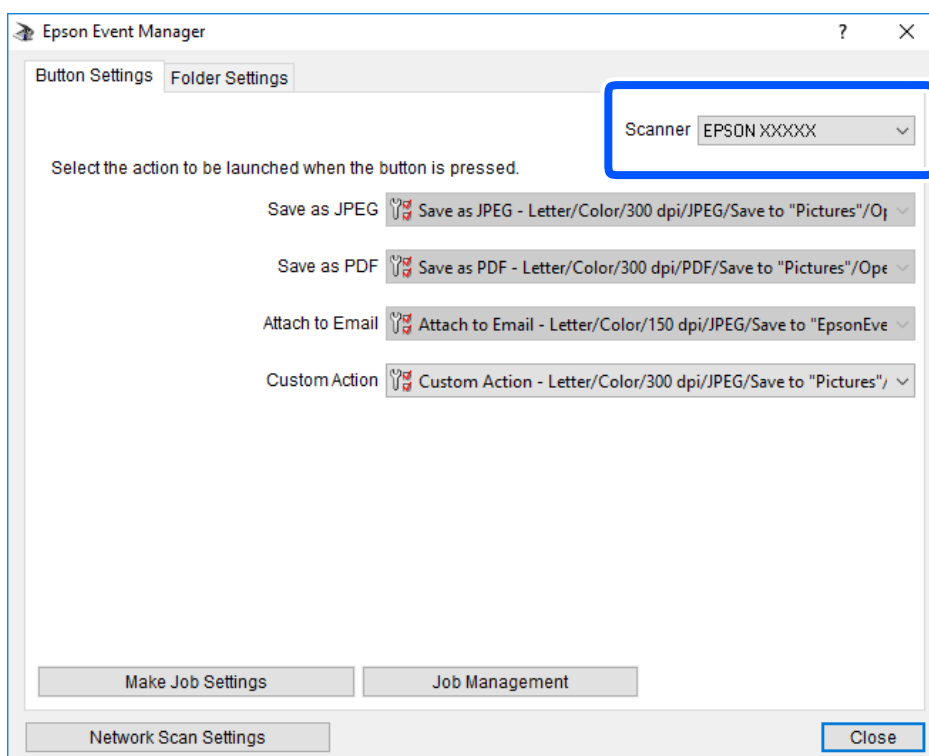 Epson Event Manager
Button Settings
Folder Settings
Scanner EPSON XXXXX
Select the action to be launched when the button is pressed.
Save as JPEG Save as JPEG - Letter/Color/300 dpi/JPEG/Save to "Pictures"/Op
Save as PDF Save as PDF - Letter/Color/300 dpi/PDF/Save to "Pictures"/Ope
Attach to Email Attach to Email - Letter/Color/150 dpi/JPEG/Save to "EpsonEve
Custom Action Custom Action - Letter/Color/300 dpi/JPEG/Save to "Pictures"/
Make Job Settings
Job Management
Network Scan Settings
Close